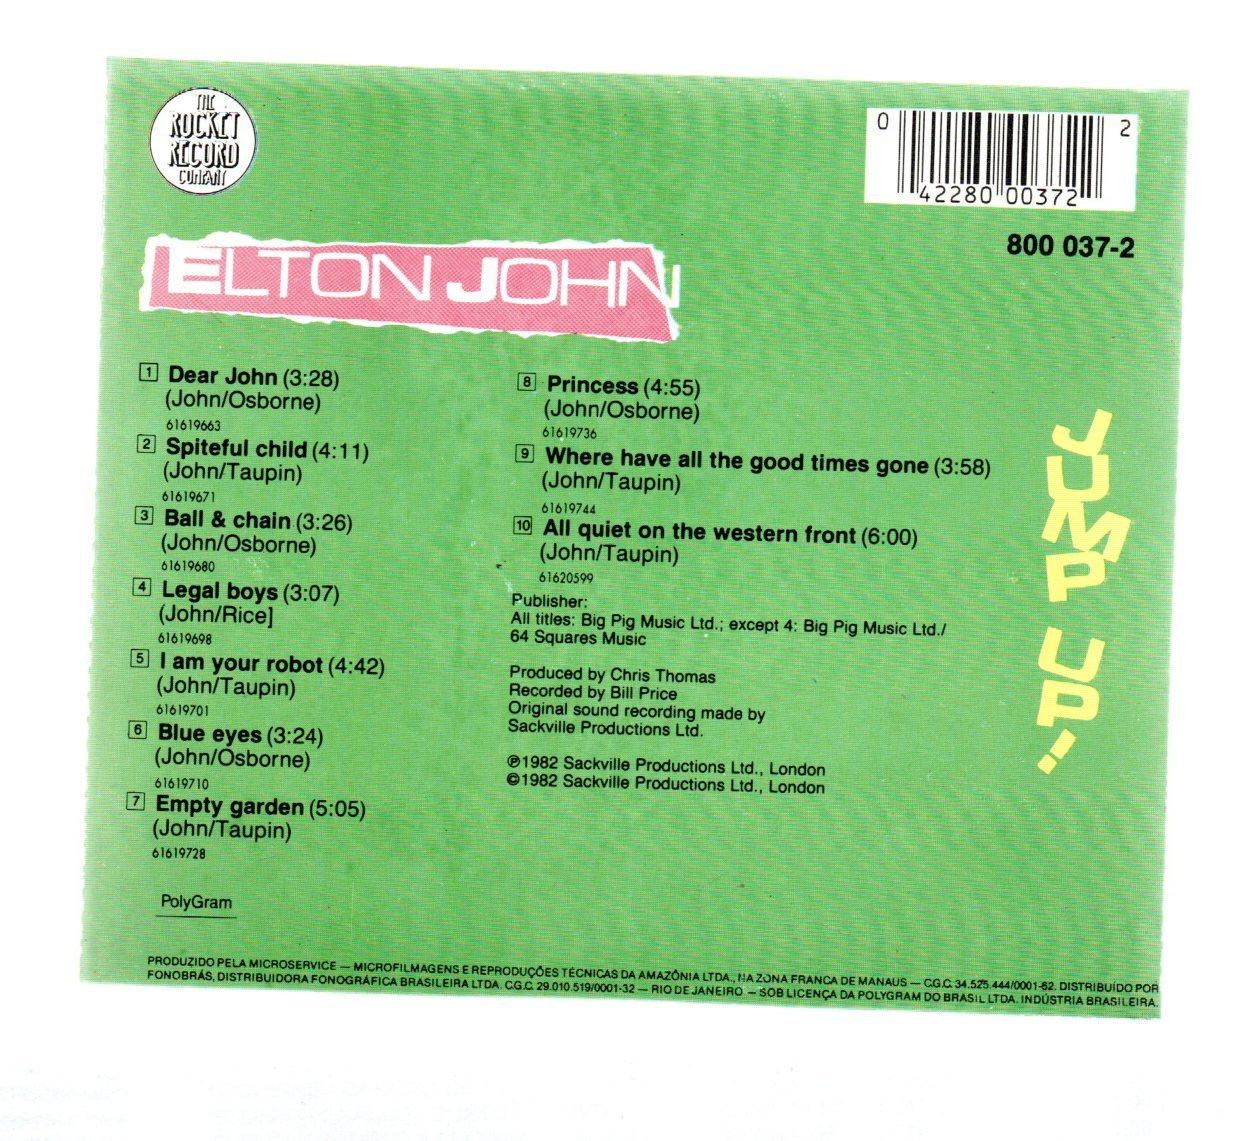 THE
ROCKET
RECORD
COMPANY
0 42280 00372 2
800 037-2
ELTON JOHN
1 Dear John (3:28)
(John/Osborne)
61619663
2 Spiteful child (4:11)
(John/Taupin)
61619671
3 Ball & chain (3:26)
(John/Osborne)
61619680
4 Legal boys (3:07)
(John/Rice]
61619698
5 I am your robot (4:42)
(John/Taupin)
61619701
6 Blue eyes (3:24)
(John/Osborne)
61619710
7 Empty garden (5:05)
(John/Taupin)
61619728
8 Princess (4:55)
(John/Osborne)
61619736
9 Where have all the good times gone (3:58)
(John/Taupin)
61619744
10 All quiet on the western front (6:00)
(John/Taupin)
61620599
Publisher:
All titles: Big Pig Music Ltd.; except 4: Big Pig Music Ltd./
64 Squares Music
Produced by Chris Thomas
Recorded by Bill Price
Original sound recording made by
Sackville Productions Ltd.
℗1982 Sackville Productions Ltd., London
©1982 Sackville Productions Ltd., London
JUMP UP!
PolyGram
PRODUZIDO PELA MICROSERVICE — MICROFILMAGENS E REPRODUÇÕES TÉCNICAS DA AMAZÔNIA LTDA., NA ZONA FRANCA DE MANAUS — C.G.C. 34.525.444/0001-62. DISTRIBUÍDO POR
FONOBRÁS, DISTRIBUIDORA FONOGRÁFICA BRASILEIRA LTDA. C.G.C. 29.010.519/0001-32 — RIO DE JANEIRO — SOB LICENÇA DA POLYGRAM DO BRASIL LTDA. INDÚSTRIA BRASILEIRA.